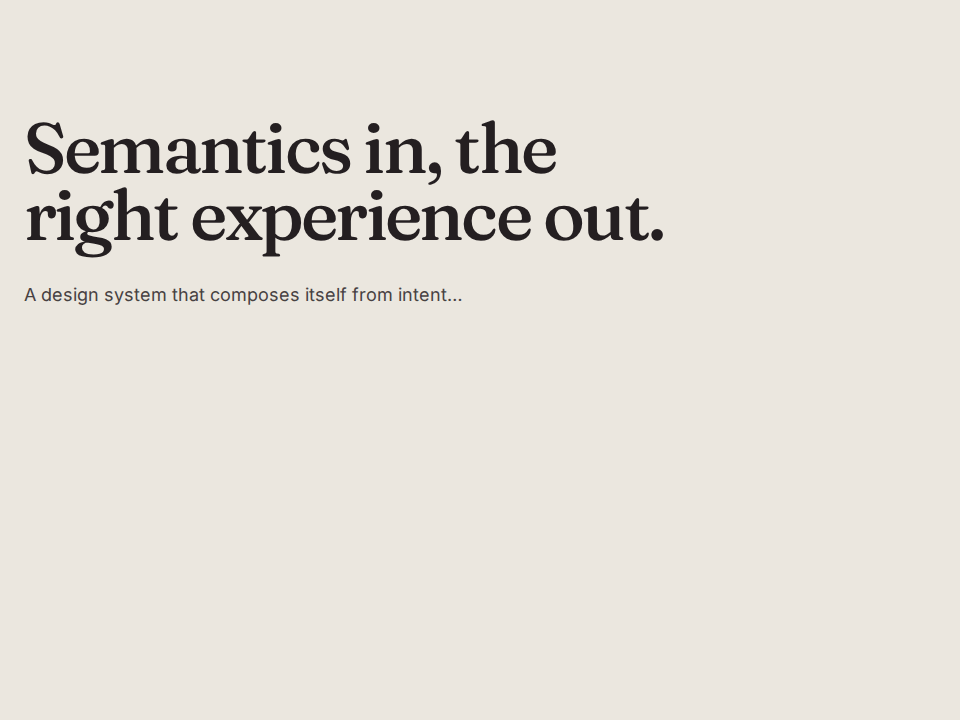 Semantics in, the
right experience out.
A design system that composes itself from intent...